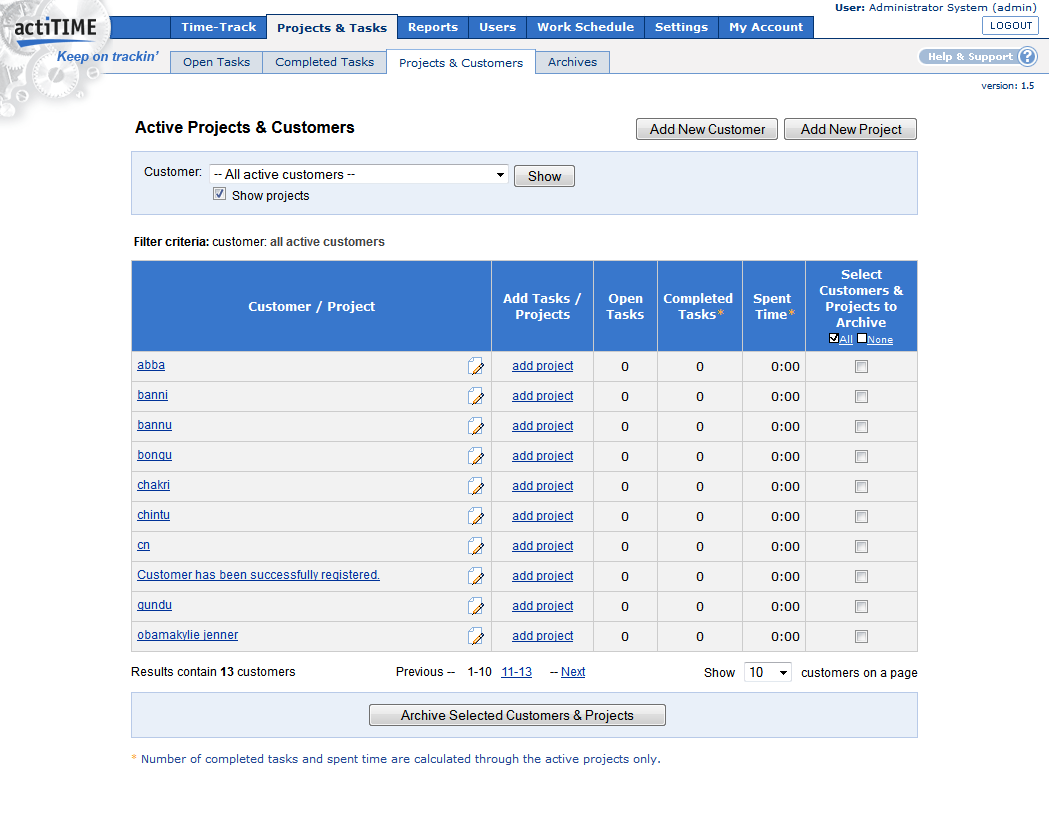 User: Administrator System (admin)
actiTIME
Time-Track Projects & Tasks Reports Users Work Schedule Settings My Account LOGOUT
Keep on trackin'
Open Tasks Completed Tasks Projects & Customers Archives Help & Support ?
version: 1.5
Active Projects & Customers Add New Customer Add New Project
Customer: -- All active customers -- Show
Show projects
Filter criteria: customer: all active customers
Customer / Project Add Tasks / Projects Open Tasks Completed Tasks* Spent Time* Select Customers & Projects to Archive
All None
abba add project 0 0 0:00
banni add project 0 0 0:00
bannu add project 0 0 0:00
bongu add project 0 0 0:00
chakri add project 0 0 0:00
chintu add project 0 0 0:00
cn add project 0 0 0:00
Customer has been successfully registered. add project 0 0 0:00
gundu add project 0 0 0:00
obamakylie jenner add project 0 0 0:00
Results contain 13 customers Previous -- 1-10 11-13 -- Next Show 10 customers on a page
Archive Selected Customers & Projects
* Number of completed tasks and spent time are calculated through the active projects only.